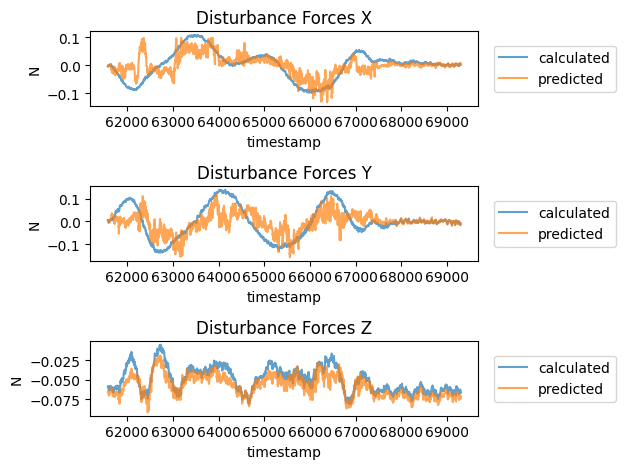 Disturbance Forces X
0.1
0.0
−0.1
N
62000 63000 64000 65000 66000 67000 68000 69000
timestamp
calculated
predicted
Disturbance Forces Y
0.1
0.0
−0.1
N
62000 63000 64000 65000 66000 67000 68000 69000
timestamp
calculated
predicted
Disturbance Forces Z
−0.025
−0.050
−0.075
N
62000 63000 64000 65000 66000 67000 68000 69000
timestamp
calculated
predicted